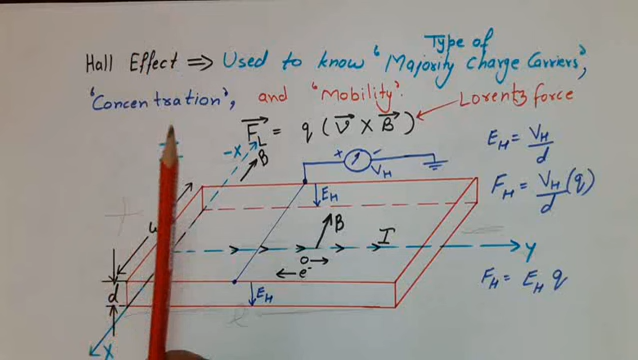 Type of
Hall Effect ⇒ Used to know "Majority Charge Carriers",
"Concentration", and "Mobility".
Lorentz force
F_L = q (V × B)
E_H = V_H/d
F_H = V_H/d (q)
F_H = E_H q
-X
B
+
-
V_H
E_H
B
I
Y
e⁻
E_H
w
d
X